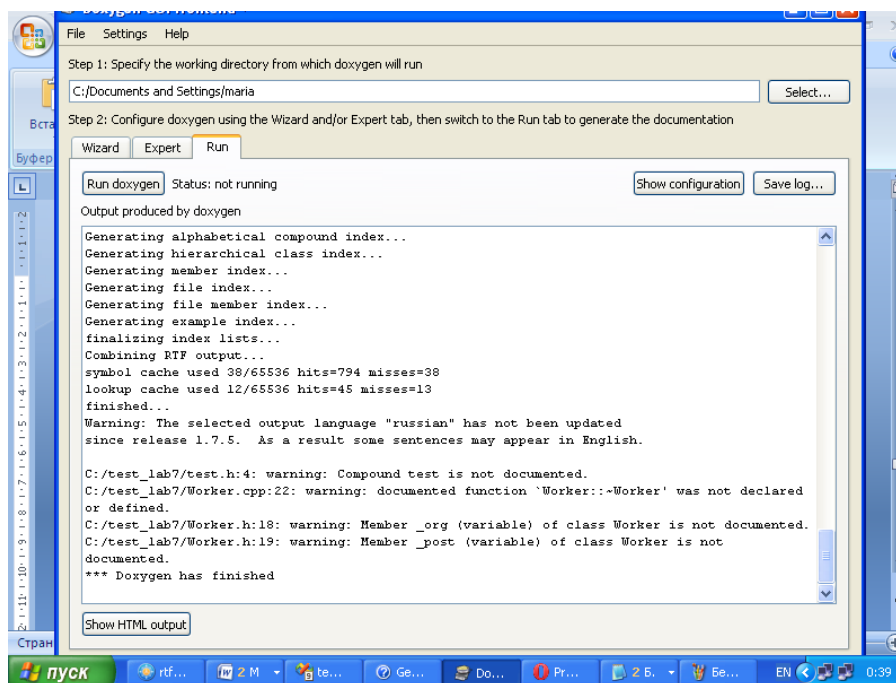 File Settings Help
Step 1: Specify the working directory from which doxygen will run
C:/Documents and Settings/maria
Select...
Step 2: Configure doxygen using the Wizard and/or Expert tab, then switch to the Run tab to generate the documentation
Wizard Expert Run
Run doxygen Status: not running Show configuration Save log...
Output produced by doxygen
Generating alphabetical compound index...
Generating hierarchical class index...
Generating member index...
Generating file index...
Generating file member index...
Generating example index...
finalizing index lists...
Combining RTF output...
symbol cache used 38/65536 hits=794 misses=38
lookup cache used 12/65536 hits=45 misses=13
finished...
Warning: The selected output language "russian" has not been updated
since release 1.7.5. As a result some sentences may appear in English.
C:/test_lab7/test.h:4: warning: Compound test is not documented.
C:/test_lab7/Worker.cpp:22: warning: documented function `Worker::~Worker' was not declared
or defined.
C:/test_lab7/Worker.h:18: warning: Member _org (variable) of class Worker is not documented.
C:/test_lab7/Worker.h:19: warning: Member _post (variable) of class Worker is not
documented.
*** Doxygen has finished
Show HTML output
Вста
Буфер
Стран
пуск rtf... 2 М te... Ge... Do... Pr... 2 Б. Бе... EN 0:39